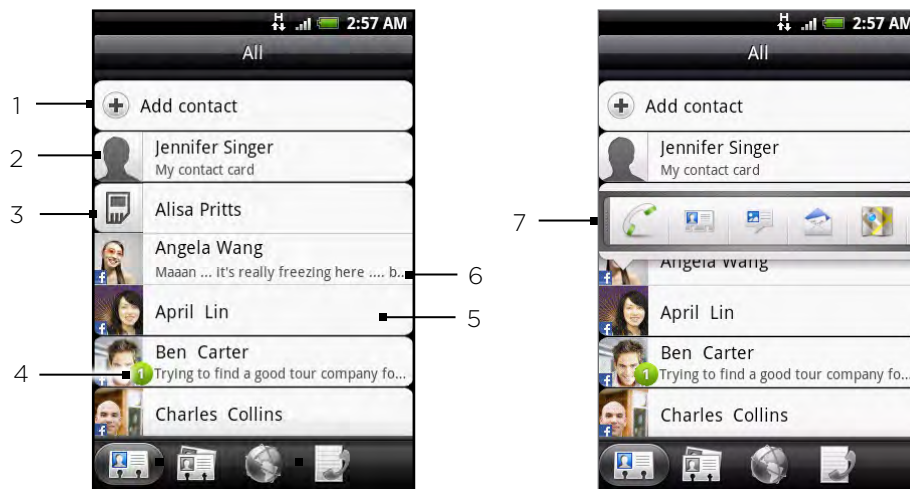 H 2:57 AM
All
1 Add contact
2 Jennifer Singer
My contact card
3 Alisa Pritts
Angela Wang
Maaan ... it's really freezing here .... b... 6
April Lin 5
Ben Carter
4 1 Trying to find a good tour company fo...
Charles Collins
H 2:57 AM
All
Add contact
Jennifer Singer
My contact card
7
Angela Wang
April Lin
Ben Carter
1 Trying to find a good tour company fo...
Charles Collins